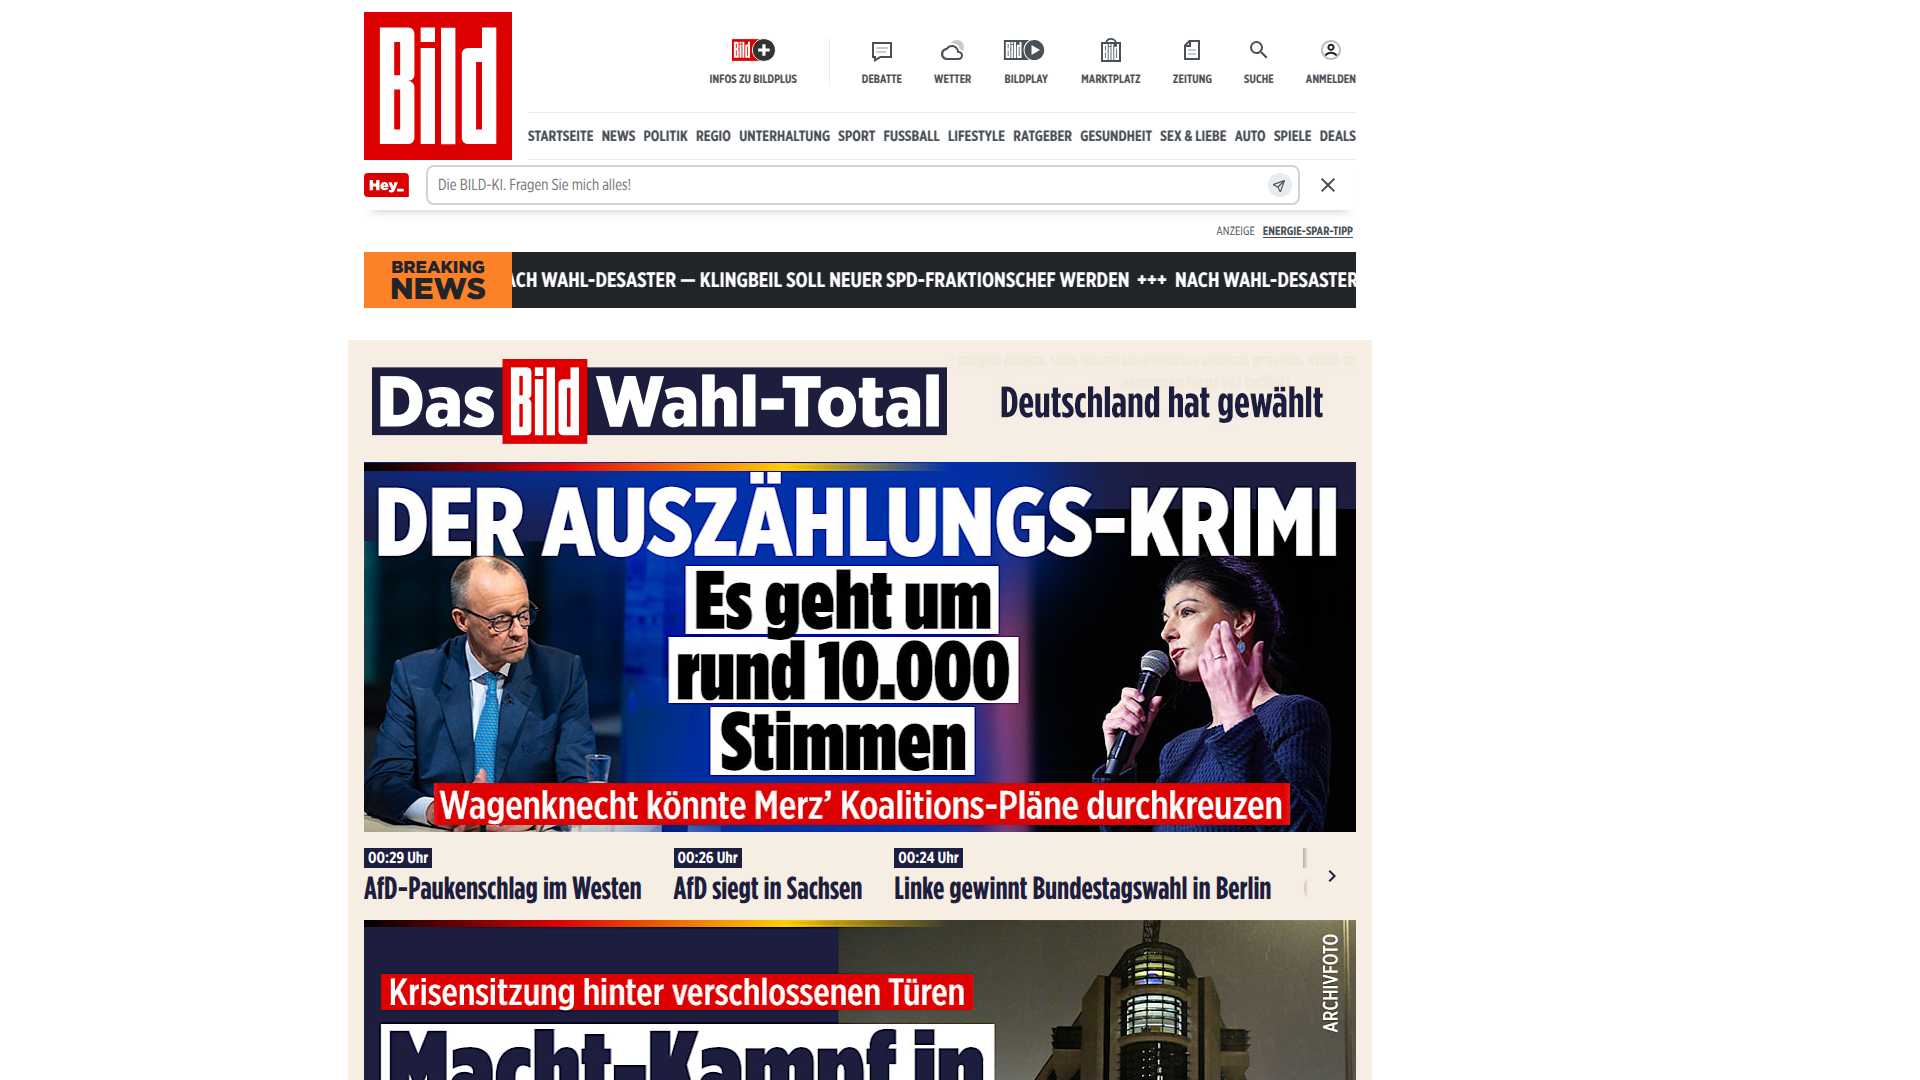 Bild
Bild
INFOS ZU BILDPLUS
DEBATTE
WETTER
Bild
BILDPLAY
Bild
MARKTPLATZ
ZEITUNG
SUCHE
ANMELDEN
STARTSEITE NEWS POLITIK REGIO UNTERHALTUNG SPORT FUSSBALL LIFESTYLE RATGEBER GESUNDHEIT SEX & LIEBE AUTO SPIELE DEALS
Hey_
Die BILD-KI. Fragen Sie mich alles!
ANZEIGE ENERGIE-SPAR-TIPP
BREAKING
NEWS
ACH WAHL-DESASTER — KLINGBEIL SOLL NEUER SPD-FRAKTIONSCHEF WERDEN +++ NACH WAHL-DESASTER
Das Bild Wahl-Total
Deutschland hat gewählt
DER AUSZÄHLUNGS-KRIMI
Es geht um
rund 10.000
Stimmen
Wagenknecht könnte Merz’ Koalitions-Pläne durchkreuzen
00:29 Uhr
AfD-Paukenschlag im Westen
00:26 Uhr
AfD siegt in Sachsen
00:24 Uhr
Linke gewinnt Bundestagswahl in Berlin
ARCHIVFOTO
Krisensitzung hinter verschlossenen Türen
Macht-Kampf in